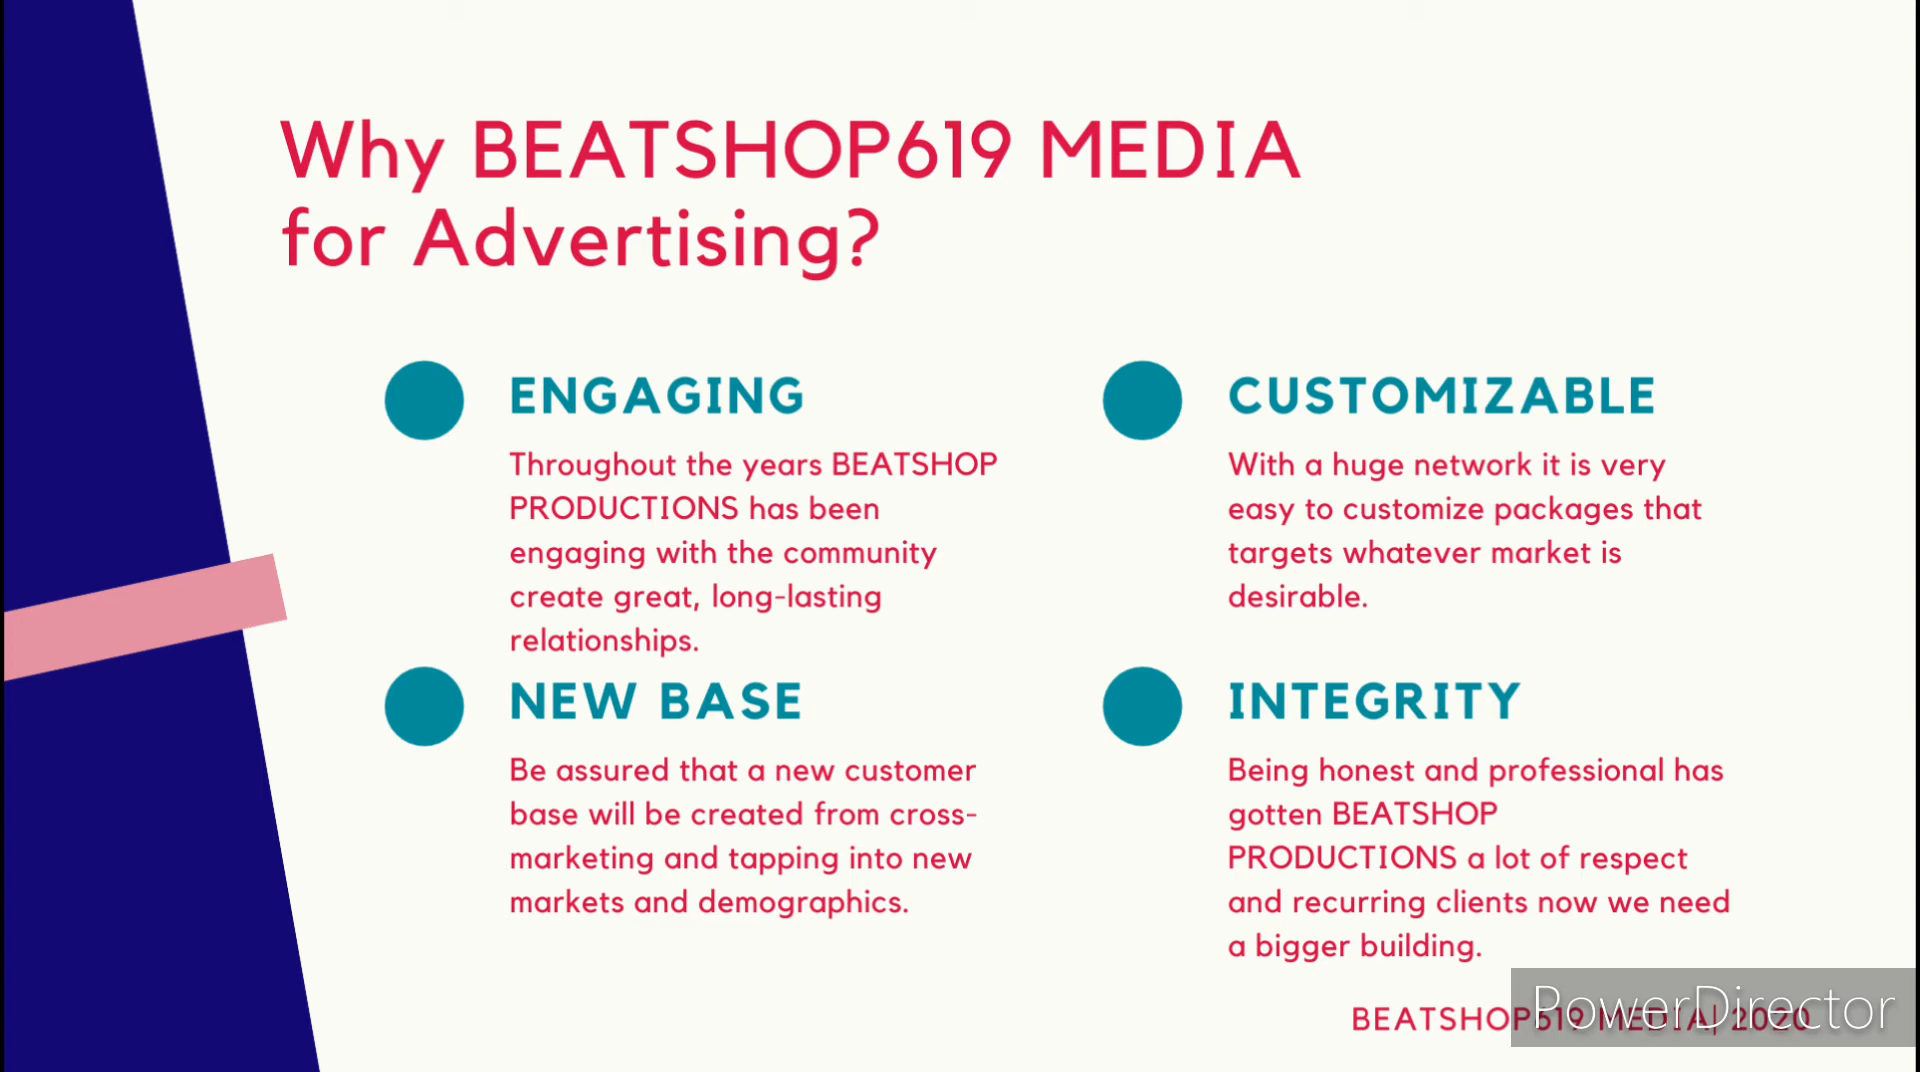 Why BEATSHOP619 MEDIA
for Advertising?
ENGAGING
Throughout the years BEATSHOP
PRODUCTIONS has been
engaging with the community
create great, long-lasting
relationships.
CUSTOMIZABLE
With a huge network it is very
easy to customize packages that
targets whatever market is
desirable.
NEW BASE
Be assured that a new customer
base will be created from cross-
marketing and tapping into new
markets and demographics.
INTEGRITY
Being honest and professional has
gotten BEATSHOP
PRODUCTIONS a lot of respect
and recurring clients now we need
a bigger building.
BEATSHOP619 MEDIA| 2020
PowerDirector